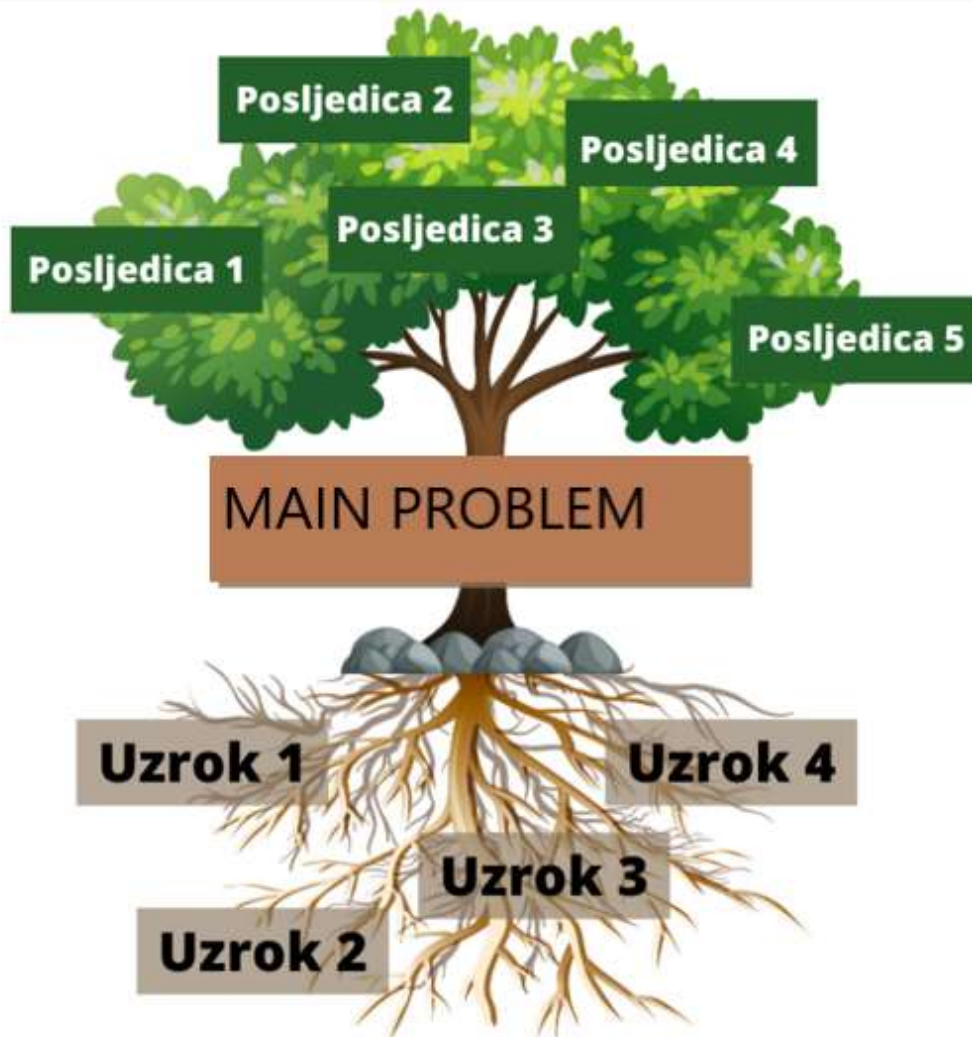 Posljedica 2
Posljedica 4
Posljedica 3
Posljedica 1
Posljedica 5
MAIN PROBLEM
Uzrok 1
Uzrok 4
Uzrok 3
Uzrok 2